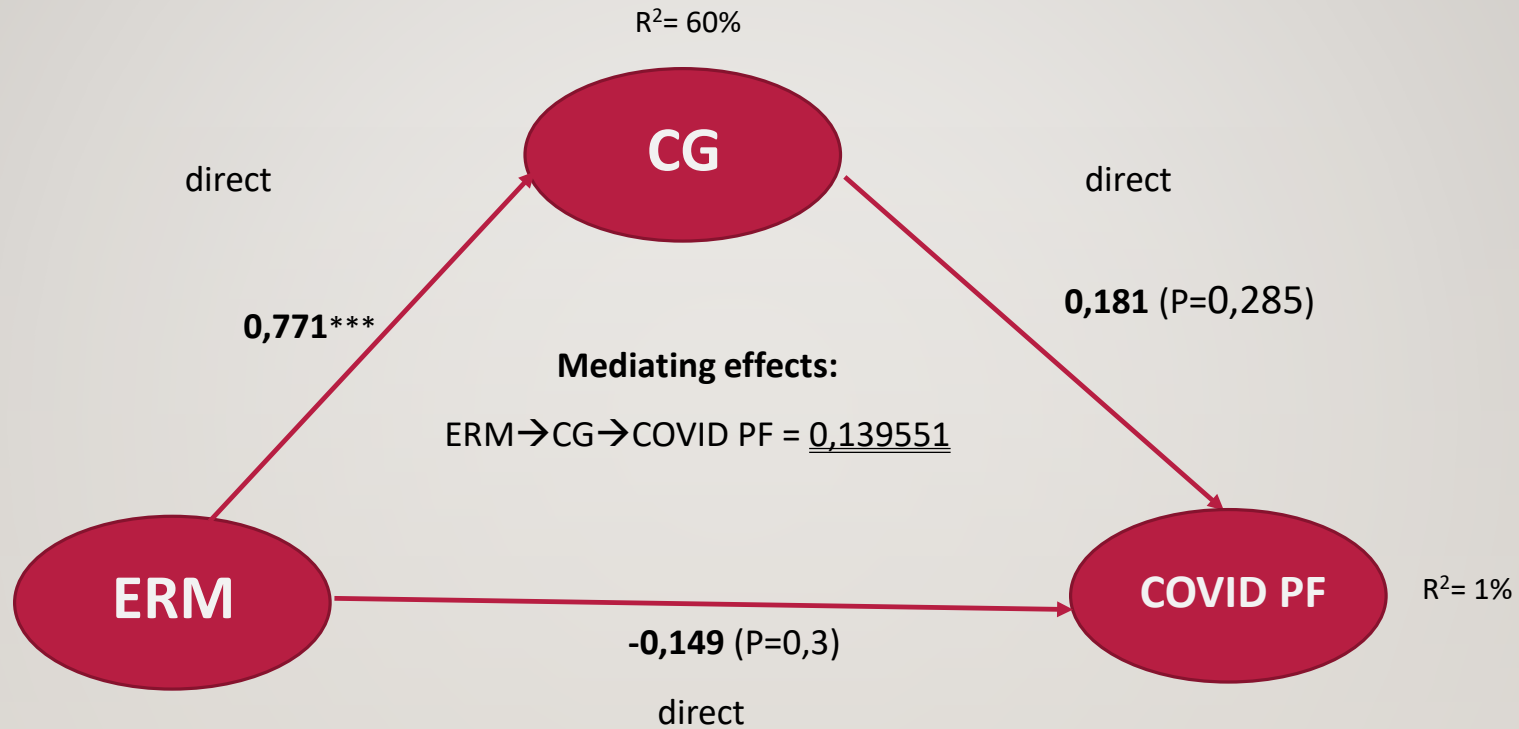 R²= 60%
CG
direct
direct
0,771***
0,181 (P=0,285)
Mediating effects:
ERM→CG→COVID PF = 0,139551
ERM
COVID PF
R²= 1%
-0,149 (P=0,3)
direct